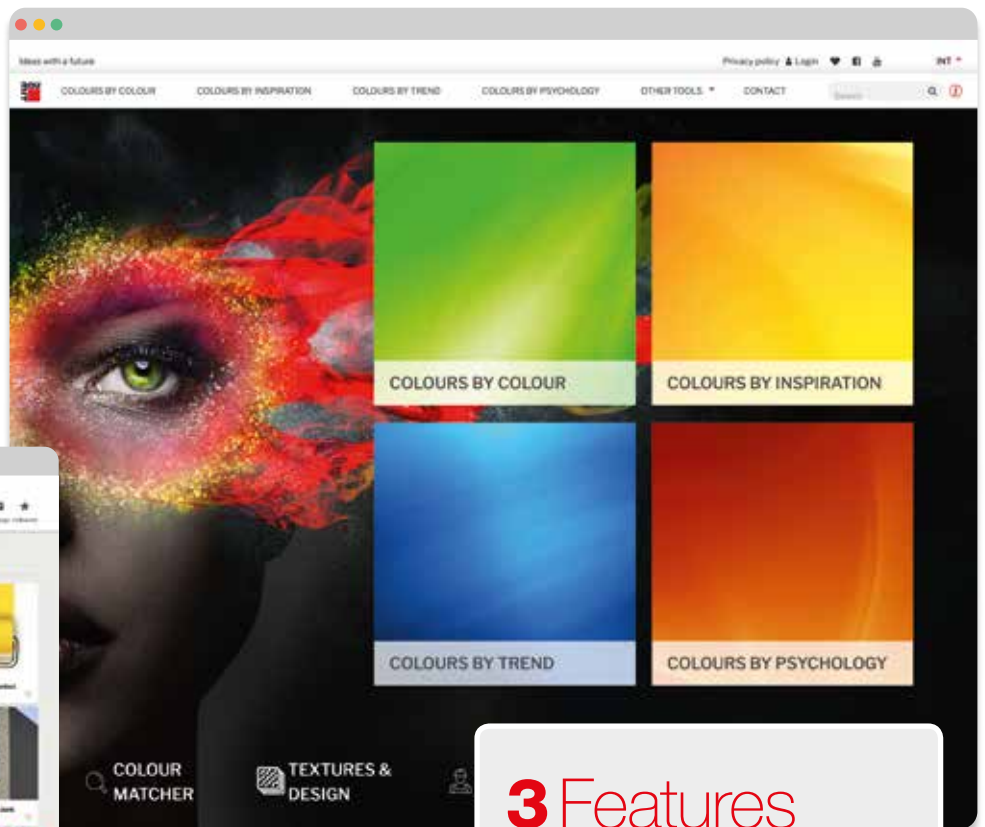 Ideas with a future
Privacy policy Login
INT
COLOURS BY COLOUR COLOURS BY INSPIRATION COLOURS BY TREND COLOURS BY PSYCHOLOGY OTHER TOOLS CONTACT Search
COLOURS BY COLOUR
COLOURS BY INSPIRATION
COLOURS BY TREND
COLOURS BY PSYCHOLOGY
COLOUR
MATCHER
TEXTURES &
DESIGN
3 Features